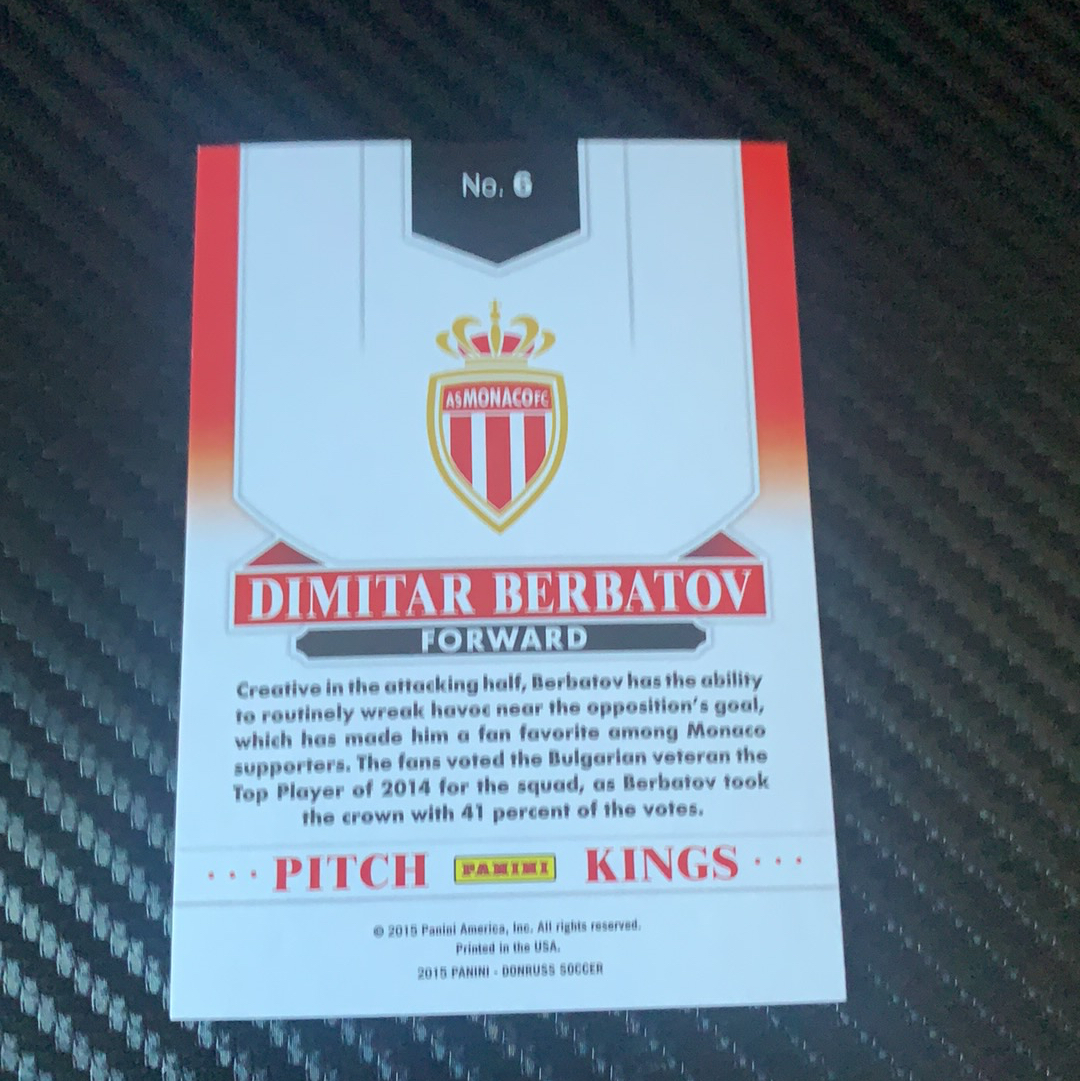 No. 6
AS MONACO FC
DIMITAR BERBATOV
FORWARD
Creative in the attacking half, Berbatov has the ability
to routinely wreak havoc near the opposition's goal,
which has made him a fan favorite among Monaco
supporters. The fans voted the Bulgarian veteran the
Top Player of 2014 for the squad, as Berbatov took
the crown with 41 percent of the votes.
··· PITCH PANINI KINGS ···
© 2015 Panini America, Inc. All rights reserved.
Printed in the USA.
2015 PANINI - DONRUSS SOCCER